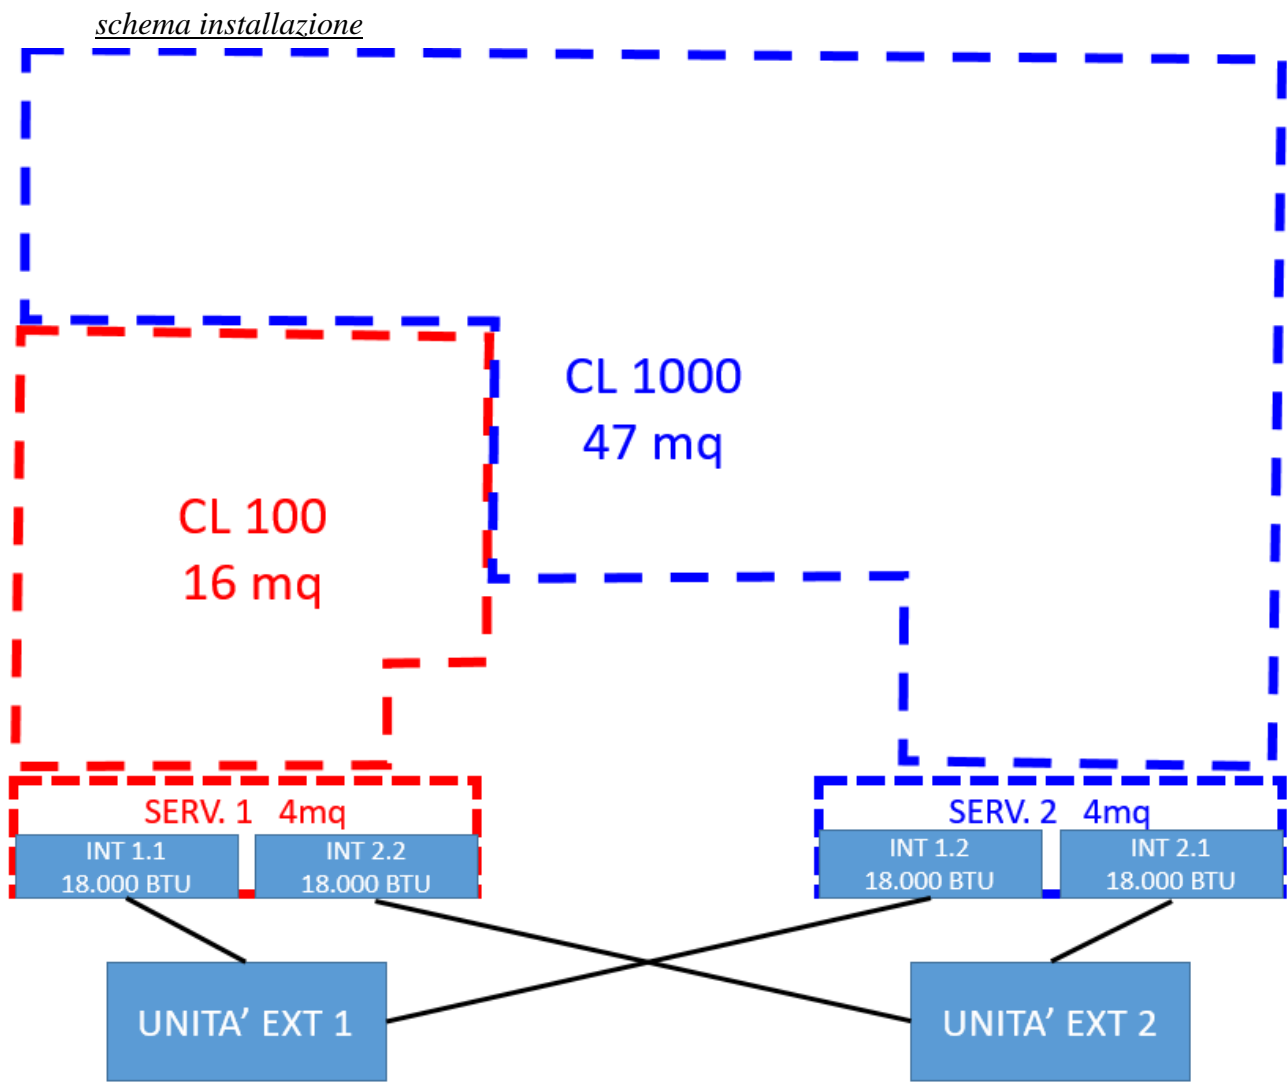 schema installazione
CL 1000
47 mq
CL 100
16 mq
SERV. 1 4mq
INT 1.1
18.000 BTU
INT 2.2
18.000 BTU
SERV. 2 4mq
INT 1.2
18.000 BTU
INT 2.1
18.000 BTU
UNITA’ EXT 1
UNITA’ EXT 2